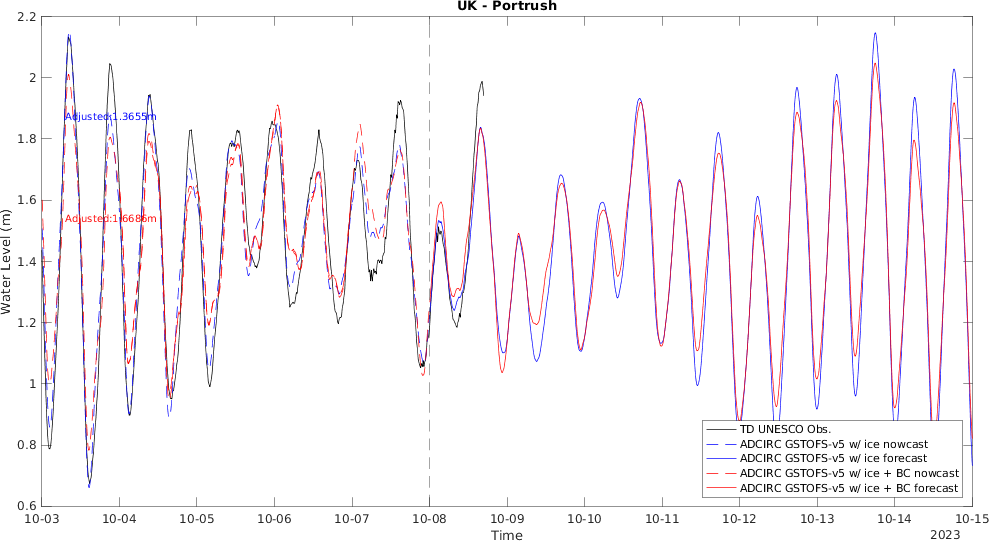 UK - Portrush
2.2
2
1.8
1.6
1.4
1.2
1
0.8
0.6
Water Level (m)
Adjusted:1.3655m
Adjusted:1.6686m
TD UNESCO Obs.
ADCIRC GSTOFS-v5 w/ ice nowcast
ADCIRC GSTOFS-v5 w/ ice forecast
ADCIRC GSTOFS-v5 w/ ice + BC nowcast
ADCIRC GSTOFS-v5 w/ ice + BC forecast
10-03 10-04 10-05 10-06 10-07 10-08 10-09 10-10 10-11 10-12 10-13 10-14 10-15
Time
2023